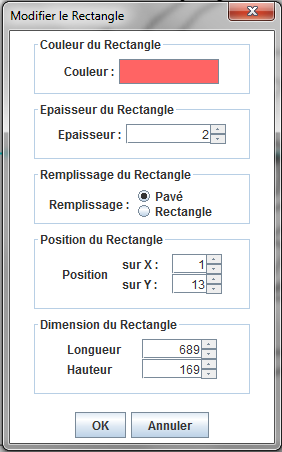 Modifier le Rectangle
Couleur du Rectangle
Couleur :
Epaisseur du Rectangle
Epaisseur : 2
Remplissage du Rectangle
Remplissage : Pavé
Rectangle
Position du Rectangle
Position sur X : 1
sur Y : 13
Dimension du Rectangle
Longueur 689
Hauteur 169
OK Annuler